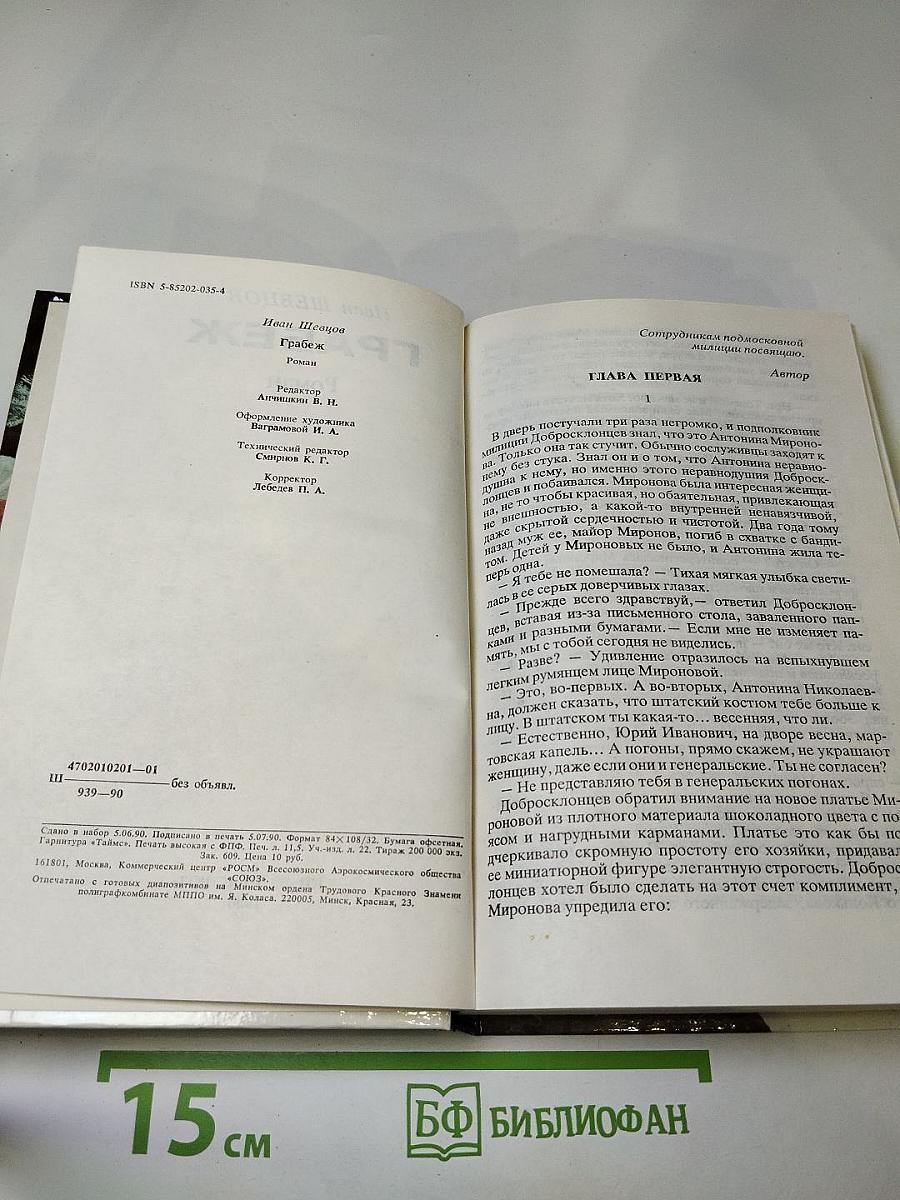 ISBN 5-85202-035-4
Иван Шевцов
Грабеж
Роман
Редактор
Анчишкин В. Н.
Оформление художника
Ваграмовой И. А.
Технический редактор
Смирнов К. Г.
Корректор
Лебедев П. А.
4702010201—01
Ш — без объявл.
939—90
Сдано в набор 5.06.90. Подписано в печать 5.07.90. Формат 84×108/32. Бумага офсетная.
Гарнитура «Таймс». Печать высокая с ФПФ. Печ. л. 11,5. Уч.-изд. л. 22. Тираж 200 000 экз.
Зак. 609. Цена 10 руб.
161801, Москва, Коммерческий центр «РОСМ» Всесоюзного Аэрокосмического общества
«СОЮЗ».
Отпечатано с готовых диапозитивов на Минском ордена Трудового Красного Знамени
полиграфкомбинате МППО им. Я. Коласа. 220005, Минск, Красная, 23.
Сотрудникам подмосковной
милиции посвящаю.
Автор
ГЛАВА ПЕРВАЯ
1
В дверь постучали три раза негромко, и подполковник
милиции Добросклонцев знал, что это Антонина Мироно-
ва. Только она так стучит. Обычно сослуживцы заходят к
нему без стука. Знал он и о том, что Антонина неравно-
душна к нему, но именно этого неравнодушия Доброск-
лонцев и побаивался. Миронова была интересная женщи-
на, не то чтобы красивая, но обаятельная, привлекающая
не внешностью, а какой-то внутренней ненавязчивой,
даже скрытой сердечностью и чистотой. Два года тому
назад муж ее, майор Миронов, погиб в схватке с банди-
том. Детей у Мироновых не было, и Антонина жила те-
перь одна.
— Я тебе не помешала? — Тихая мягкая улыбка свети-
лась в ее серых доверчивых глазах.
— Прежде всего здравствуй,— ответил Добросклон-
цев, вставая из-за письменного стола, заваленного пап-
ками и разными бумагами.— Если мне не изменяет па-
мять, мы с тобой сегодня не виделись.
— Разве? — Удивление отразилось на вспыхнувшем
легким румянцем лице Мироновой.
— Это, во-первых. А во-вторых, Антонина Николаев-
на, должен сказать, что штатский костюм тебе больше к
лицу. В штатском ты какая-то... весенняя, что ли.
— Естественно, Юрий Иванович, на дворе весна, мар-
товская капель... А погоны, прямо скажем, не украшают
женщину, даже если они и генеральские. Ты не согласен?
— Не представляю тебя в генеральских погонах.
Добросклонцев обратил внимание на новое платье Ми-
роновой из плотного материала шоколадного цвета с по
ясом и нагрудными карманами. Платье это как бы по
дчеркивало скромную простоту его хозяйки, придавал
ее миниатюрной фигуре элегантную строгость. Доброс
лонцев хотел было сделать на этот счет комплимент,
Миронова упредила его:
15 см
БФ БИБЛИОФАН